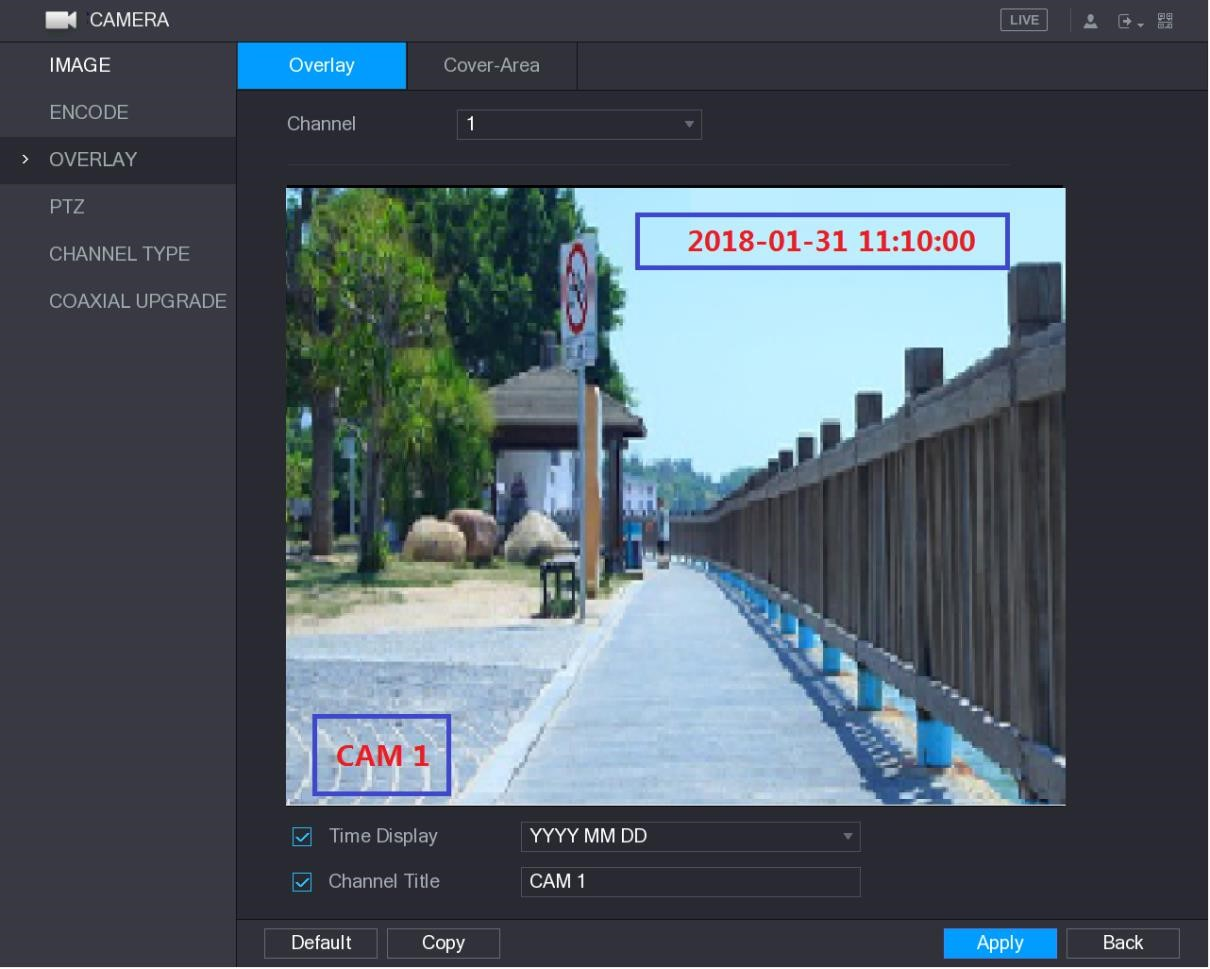 CAMERA
LIVE
IMAGE
ENCODE
> OVERLAY
PTZ
CHANNEL TYPE
COAXIAL UPGRADE
Overlay
Cover-Area
Channel 1
2018-01-31 11:10:00
CAM 1
Time Display YYYY MM DD
Channel Title CAM 1
Default
Copy
Apply
Back